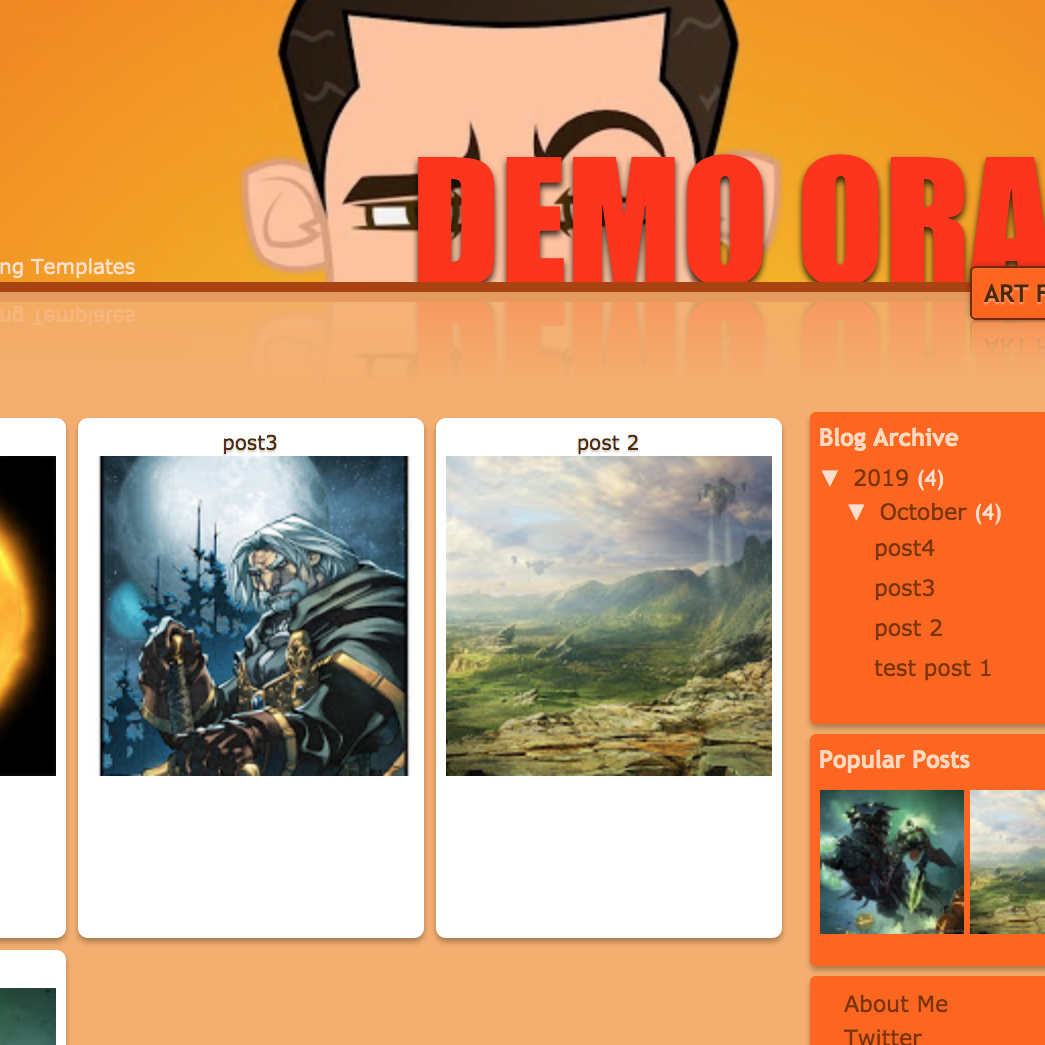 DEMO ORA
ng Templates
ART F
post3
post 2
Blog Archive
▼ 2019 (4)
▼ October (4)
post4
post3
post 2
test post 1
Popular Posts
About Me
Twitter